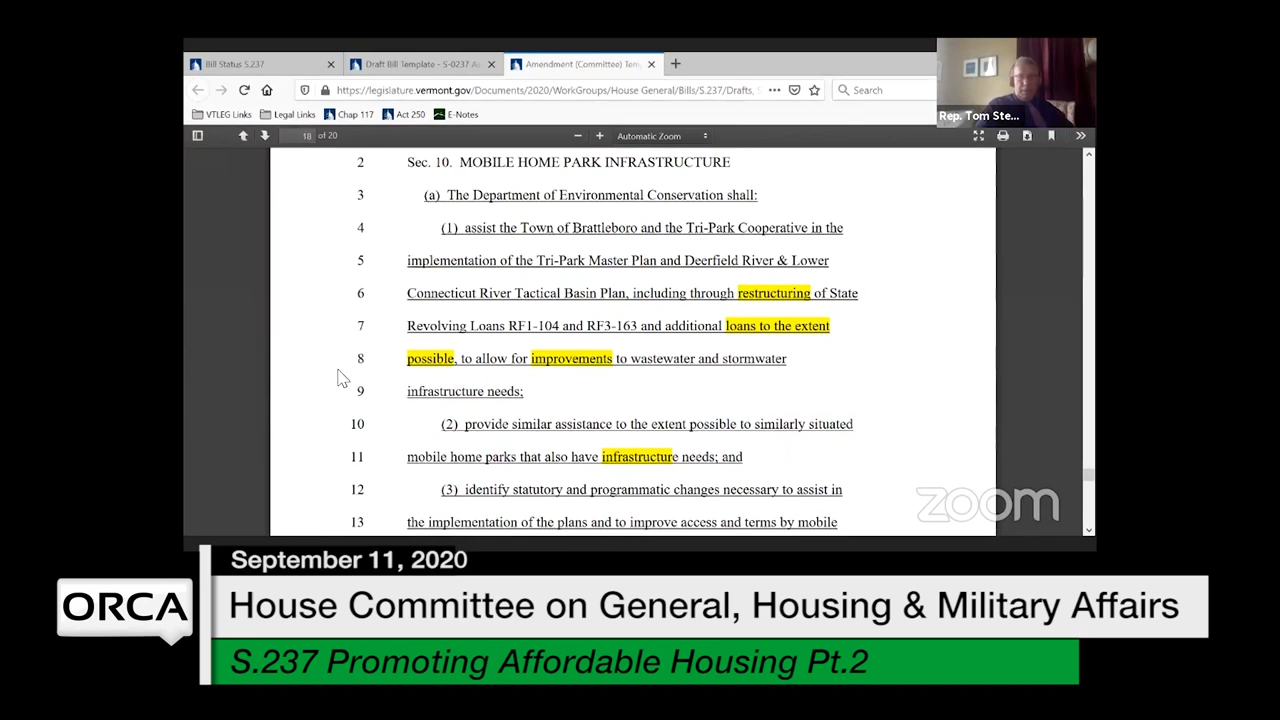 Bill Status S.237
Draft Bill Template - S-0237 As
Amendment (Committee) Tem
https://legislature.vermont.gov/Documents/2020/WorkGroups/House General/Bills/S.237/Drafts,
Search
VTLEG Links
Legal Links
Chap 117
Act 250
E-Notes
Rep. Tom Ste...
18 of 20
Automatic Zoom
2 Sec. 10. MOBILE HOME PARK INFRASTRUCTURE
3 (a) The Department of Environmental Conservation shall:
4 (1) assist the Town of Brattleboro and the Tri-Park Cooperative in the
5 implementation of the Tri-Park Master Plan and Deerfield River & Lower
6 Connecticut River Tactical Basin Plan, including through restructuring of State
7 Revolving Loans RF1-104 and RF3-163 and additional loans to the extent
8 possible, to allow for improvements to wastewater and stormwater
9 infrastructure needs;
10 (2) provide similar assistance to the extent possible to similarly situated
11 mobile home parks that also have infrastructure needs; and
12 (3) identify statutory and programmatic changes necessary to assist in
13 the implementation of the plans and to improve access and terms by mobile
zoom
September 11, 2020
ORCA
House Committee on General, Housing & Military Affairs
S.237 Promoting Affordable Housing Pt.2